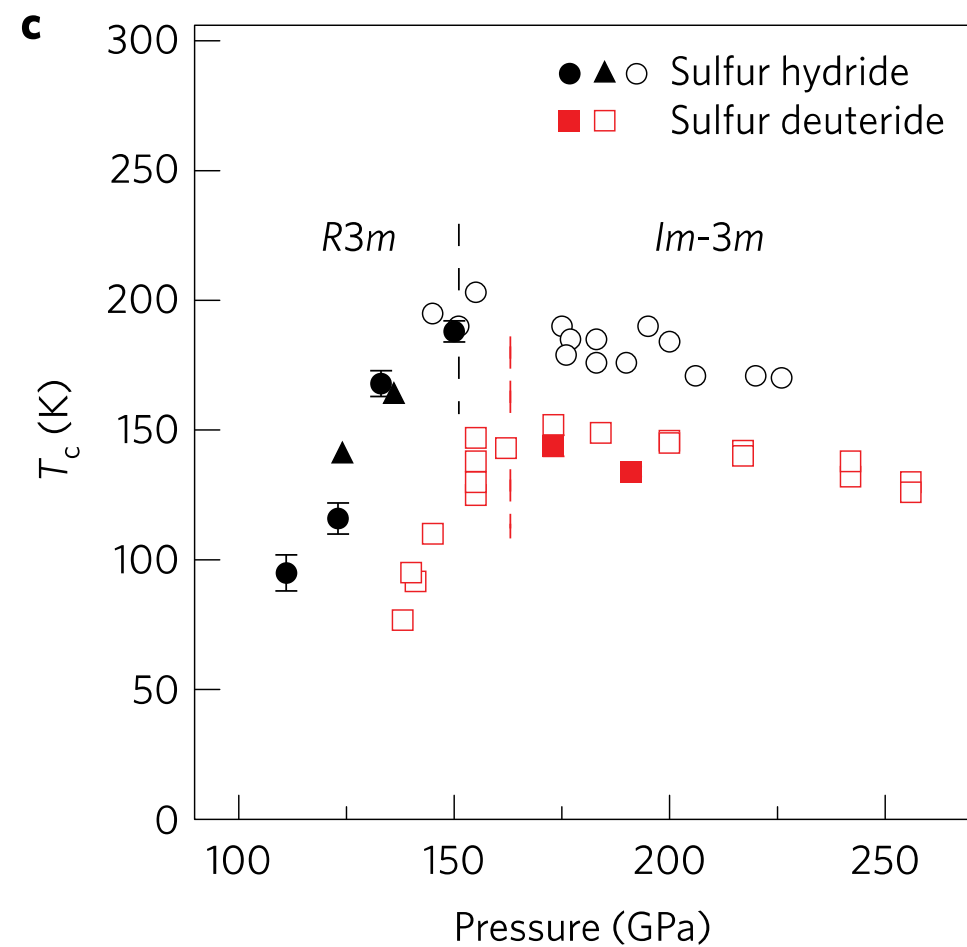 c
300
250
200
150
100
50
0
Tc (K)
Sulfur hydride
Sulfur deuteride
R3m
Im-3m
100 150 200 250
Pressure (GPa)